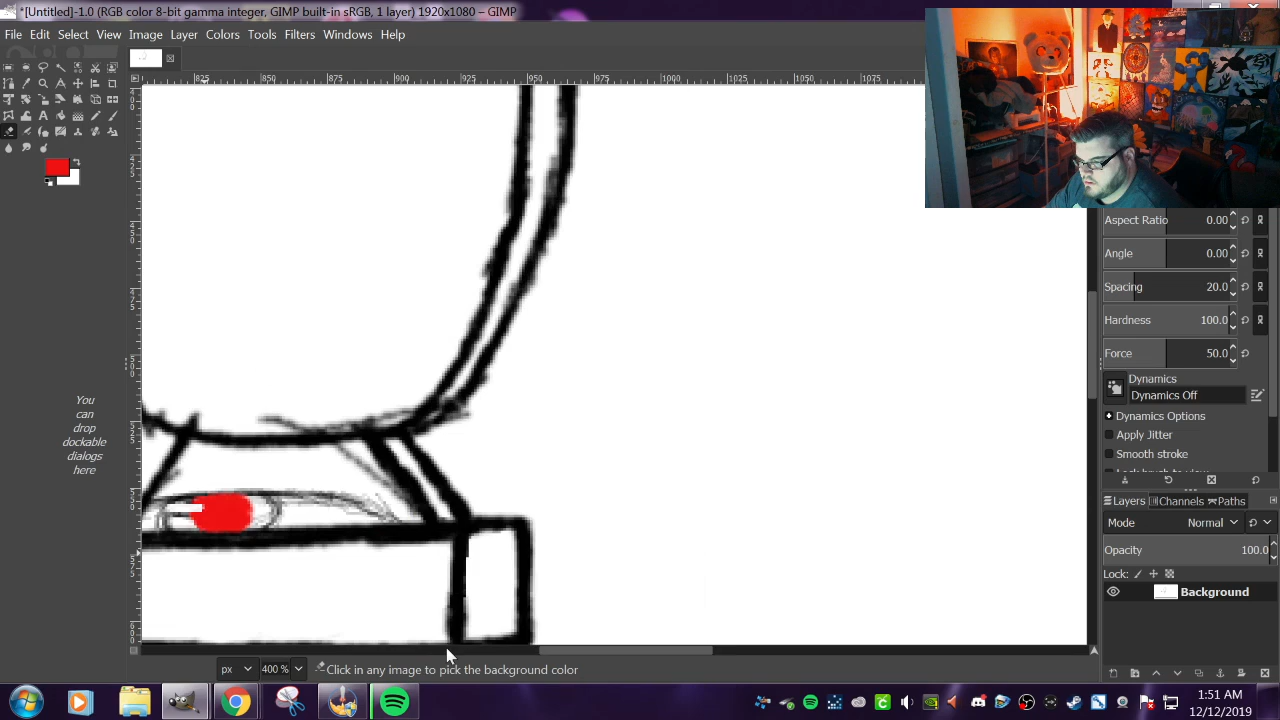 *[Untitled]-1.0 (RGB color 8-bit gamma integer, GIMP built-in sRGB, 1 layer) 1920x1080 – GIMP
File Edit Select View Image Layer Colors Tools Filters Windows Help
825 850 875 900 925 950 975 1000 1025 1050 1075
You
can
drop
dockable
dialogs
here
Aspect Ratio 0.00
Angle 0.00
Spacing 20.0
Hardness 100.0
Force 50.0
Dynamics
Dynamics Off
Dynamics Options
Apply Jitter
Smooth stroke
Layers Channels Paths
Mode Normal
Opacity 100.0
Lock:
Background
px 400 % Click in any image to pick the background color
1:51 AM
12/12/2019